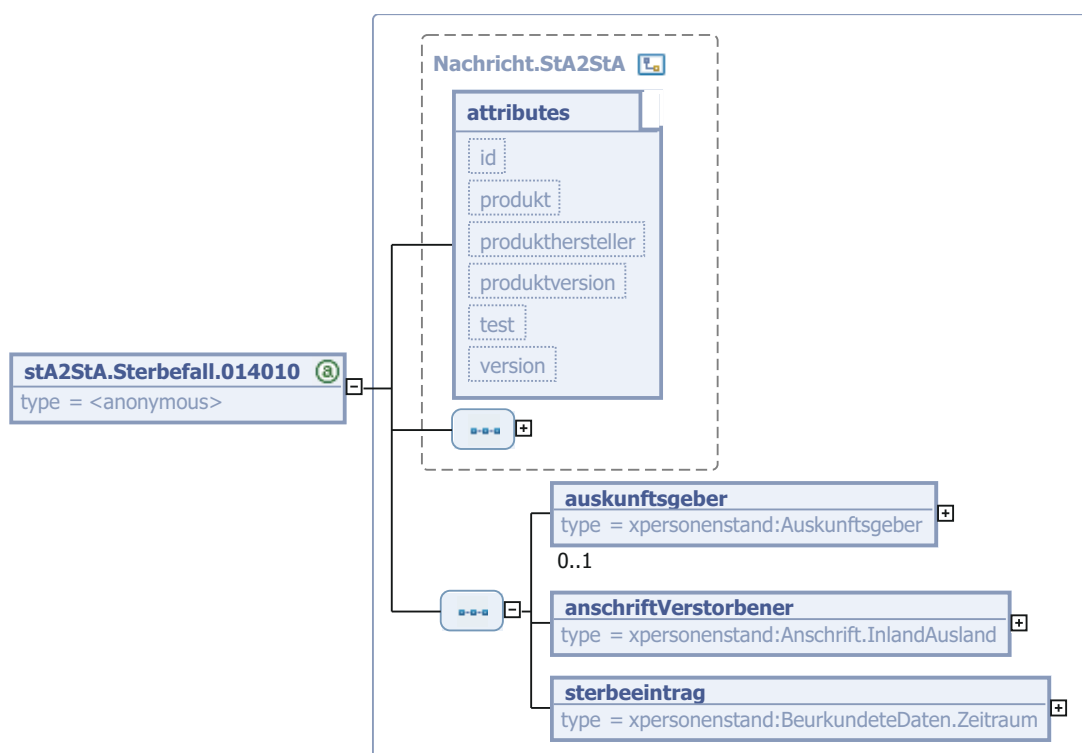 Nachricht.StA2StA
attributes
id
produkt
produkthersteller
produktversion
test
version
stA2StA.Sterbefall.014010 a
type = <anonymous>
auskunftsgeber
type = xpersonenstand:Auskunftsgeber
0..1
anschriftVerstorbener
type = xpersonenstand:Anschrift.InlandAusland
sterbeeintrag
type = xpersonenstand:BeurkundeteDaten.Zeitraum